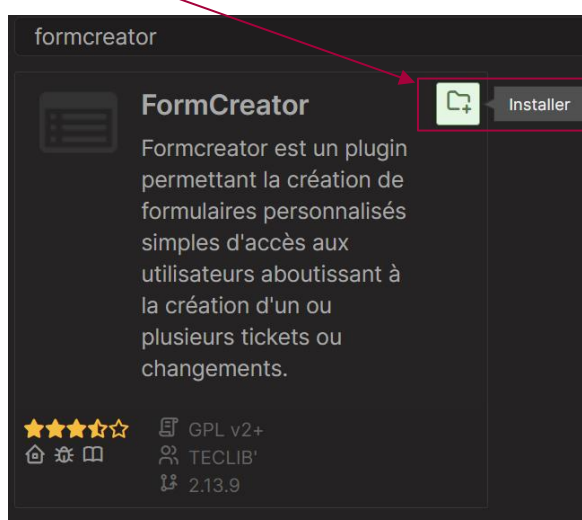 formcreator
FormCreator
Installer
Formcreator est un plugin
permettant la création de
formulaires personnalisés
simples d'accès aux
utilisateurs aboutissant à
la création d'un ou
plusieurs tickets ou
changements.
GPL v2+
TECLIB'
2.13.9